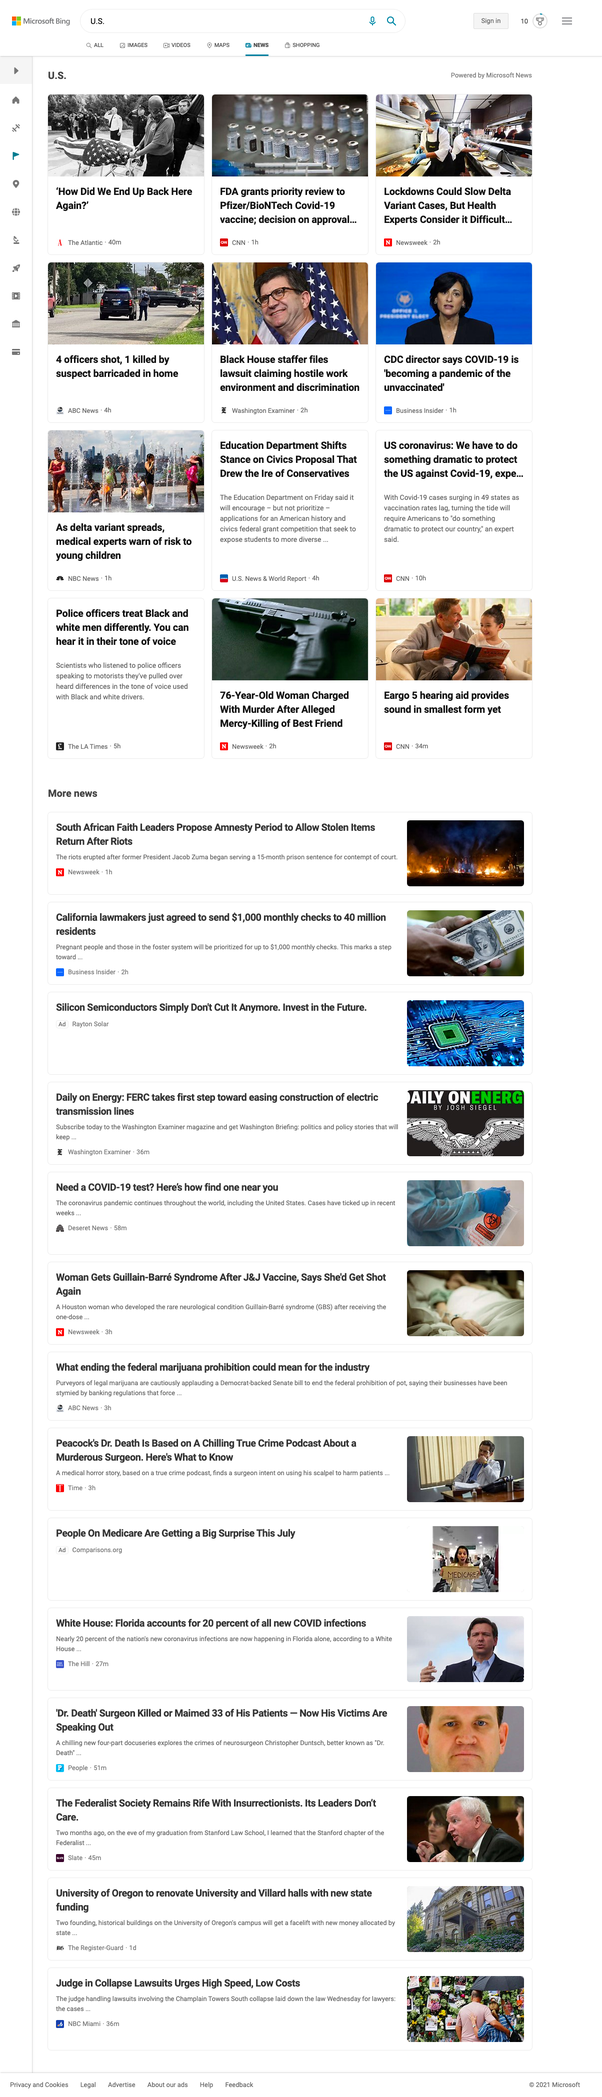 Microsoft Bing
U.S.
Sign in
10
ALL
IMAGES
VIDEOS
MAPS
NEWS
SHOPPING
U.S.
Powered by Microsoft News
‘How Did We End Up Back Here
Again?’
The Atlantic · 40m
FDA grants priority review to
Pfizer/BioNTech Covid-19
vaccine; decision on approval...
CNN · 1h
Lockdowns Could Slow Delta
Variant Cases, But Health
Experts Consider it Difficult...
Newsweek · 2h
4 officers shot, 1 killed by
suspect barricaded in home
ABC News · 4h
Black House staffer files
lawsuit claiming hostile work
environment and discrimination
Washington Examiner · 2h
OFFICE OF
PRESIDENT ELECT
CDC director says COVID-19 is
'becoming a pandemic of the
unvaccinated'
Business Insider · 1h
As delta variant spreads,
medical experts warn of risk to
young children
NBC News · 1h
Education Department Shifts
Stance on Civics Proposal That
Drew the Ire of Conservatives
The Education Department on Friday said it
will encourage – but not prioritize –
applications for an American history and
civics federal grant competition that seek to
expose students to more diverse ...
U.S. News & World Report · 4h
US coronavirus: We have to do
something dramatic to protect
the US against Covid-19, expe...
With Covid-19 cases surging in 49 states as
vaccination rates lag, turning the tide will
require Americans to "do something
dramatic to protect our country," an expert
said.
CNN · 10h
Police officers treat Black and
white men differently. You can
hear it in their tone of voice
Scientists who listened to police officers
speaking to motorists they've pulled over
heard differences in the tone of voice used
with Black and white drivers.
The LA Times · 5h
76-Year-Old Woman Charged
With Murder After Alleged
Mercy-Killing of Best Friend
Newsweek · 2h
Eargo 5 hearing aid provides
sound in smallest form yet
CNN · 34m
More news
South African Faith Leaders Propose Amnesty Period to Allow Stolen Items
Return After Riots
The riots erupted after former President Jacob Zuma began serving a 15-month prison sentence for contempt of court.
Newsweek · 1h
California lawmakers just agreed to send $1,000 monthly checks to 40 million
residents
Pregnant people and those in the foster system will be prioritized for up to $1,000 monthly checks. This marks a step
toward ...
Business Insider · 2h
Silicon Semiconductors Simply Don't Cut It Anymore. Invest in the Future.
Ad Rayton Solar
Daily on Energy: FERC takes first step toward easing construction of electric
transmission lines
Subscribe today to the Washington Examiner magazine and get Washington Briefing: politics and policy stories that will
keep ...
Washington Examiner · 36m
DAILY ON ENERG
BY JOSH SIEGEL
Need a COVID-19 test? Here's how find one near you
The coronavirus pandemic continues throughout the world, including the United States. Cases have ticked up in recent
weeks ...
Deseret News · 58m
Woman Gets Guillain-Barré Syndrome After J&J Vaccine, Says She'd Get Shot
Again
A Houston woman who developed the rare neurological condition Guillain-Barré syndrome (GBS) after receiving the
one-dose ...
Newsweek · 3h
What ending the federal marijuana prohibition could mean for the industry
Purveyors of legal marijuana are cautiously applauding a Democrat-backed Senate bill to end the federal prohibition of pot, saying their businesses have been
stymied by banking regulations that force ...
ABC News · 3h
Peacock's Dr. Death Is Based on A Chilling True Crime Podcast About a
Murderous Surgeon. Here's What to Know
A medical horror story, based on a true crime podcast, finds a surgeon intent on using his scalpel to harm patients ...
Time · 3h
People On Medicare Are Getting a Big Surprise This July
Ad Comparisons.org
MEDICARE?
White House: Florida accounts for 20 percent of all new COVID infections
Nearly 20 percent of the nation's new coronavirus infections are now happening in Florida alone, according to a White
House ...
The Hill · 27m
'Dr. Death' Surgeon Killed or Maimed 33 of His Patients — Now His Victims Are
Speaking Out
A chilling new four-part docuseries explores the crimes of neurosurgeon Christopher Duntsch, better known as "Dr.
Death" ...
People · 51m
The Federalist Society Remains Rife With Insurrectionists. Its Leaders Don't
Care.
Two months ago, on the eve of my graduation from Stanford Law School, I learned that the Stanford chapter of the
Federalist ...
Slate · 45m
University of Oregon to renovate University and Villard halls with new state
funding
Two founding, historical buildings on the University of Oregon's campus will get a facelift with new money allocated by
state ...
The Register-Guard · 1d
Judge in Collapse Lawsuits Urges High Speed, Low Costs
The judge handling lawsuits involving the Champlain Towers South collapse laid down the law Wednesday for lawyers:
the cases ...
NBC Miami · 36m
Privacy and Cookies
Legal
Advertise
About our ads
Help
Feedback
© 2021 Microsoft